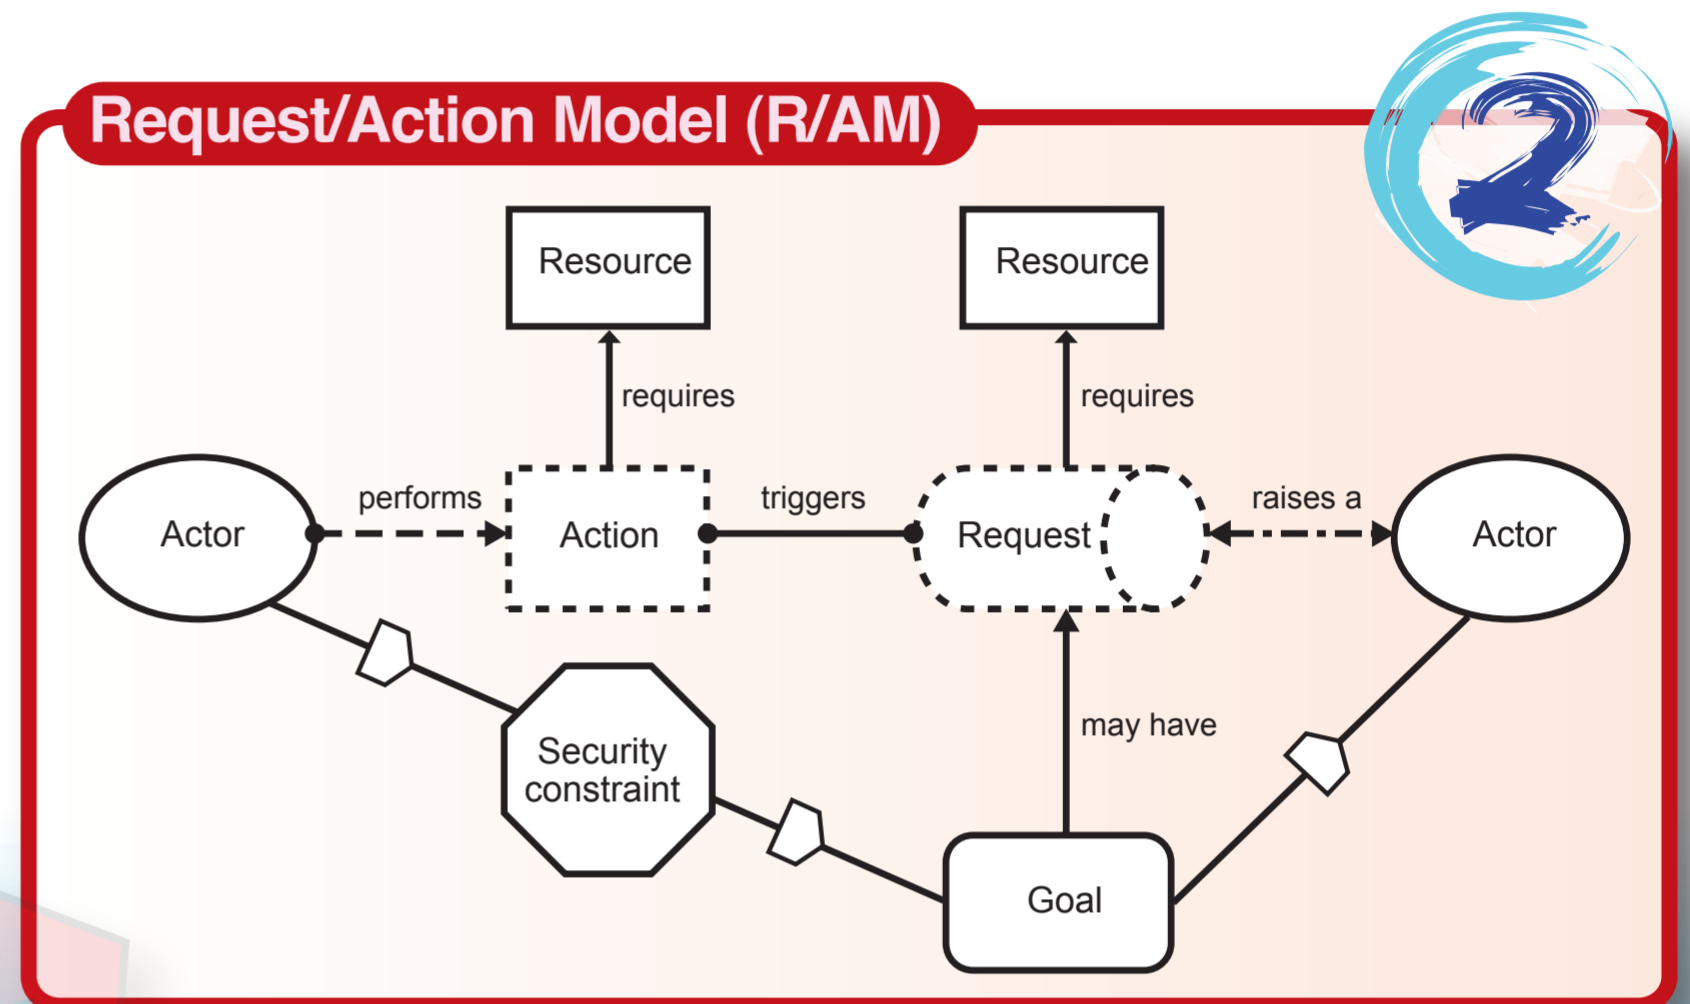 Request/Action Model (R/AM)
2
Resource
Resource
requires
requires
Actor
performs
Action
triggers
Request
raises a
Actor
Security
constraint
may have
Goal